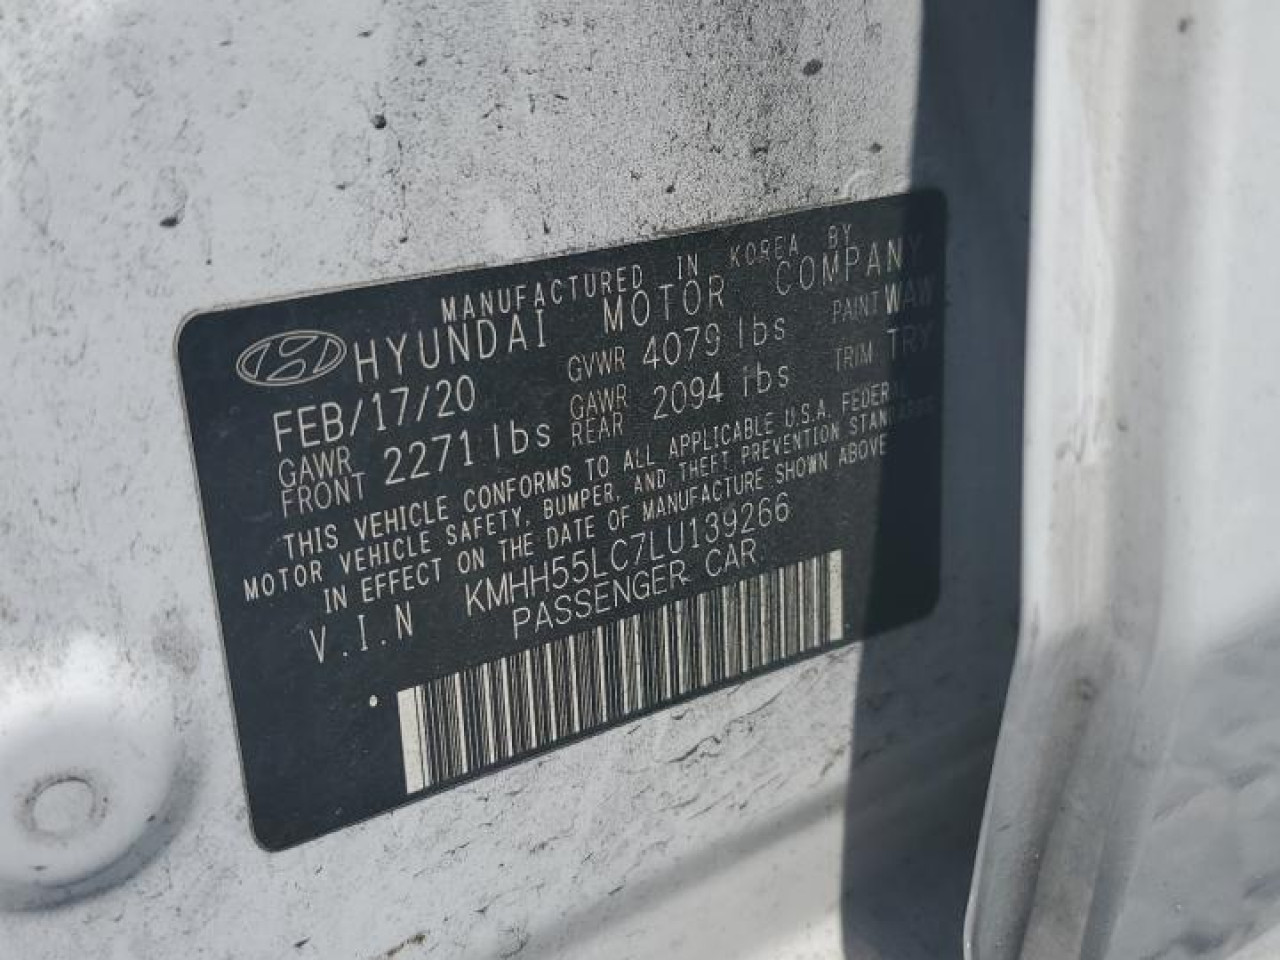 MANUFACTURED IN KOREA BY
HYUNDAI MOTOR COMPANY
FEB/17/20 GVWR 4079 lbs PAINT WAW
GAWR FRONT 2271 lbs GAWR REAR 2094 lbs TRIM TRY
THIS VEHICLE CONFORMS TO ALL APPLICABLE U.S.A. FEDERAL
MOTOR VEHICLE SAFETY, BUMPER, AND THEFT PREVENTION STANDARDS
IN EFFECT ON THE DATE OF MANUFACTURE SHOWN ABOVE
V.I.N KMHH55LC7LU139266
PASSENGER CAR